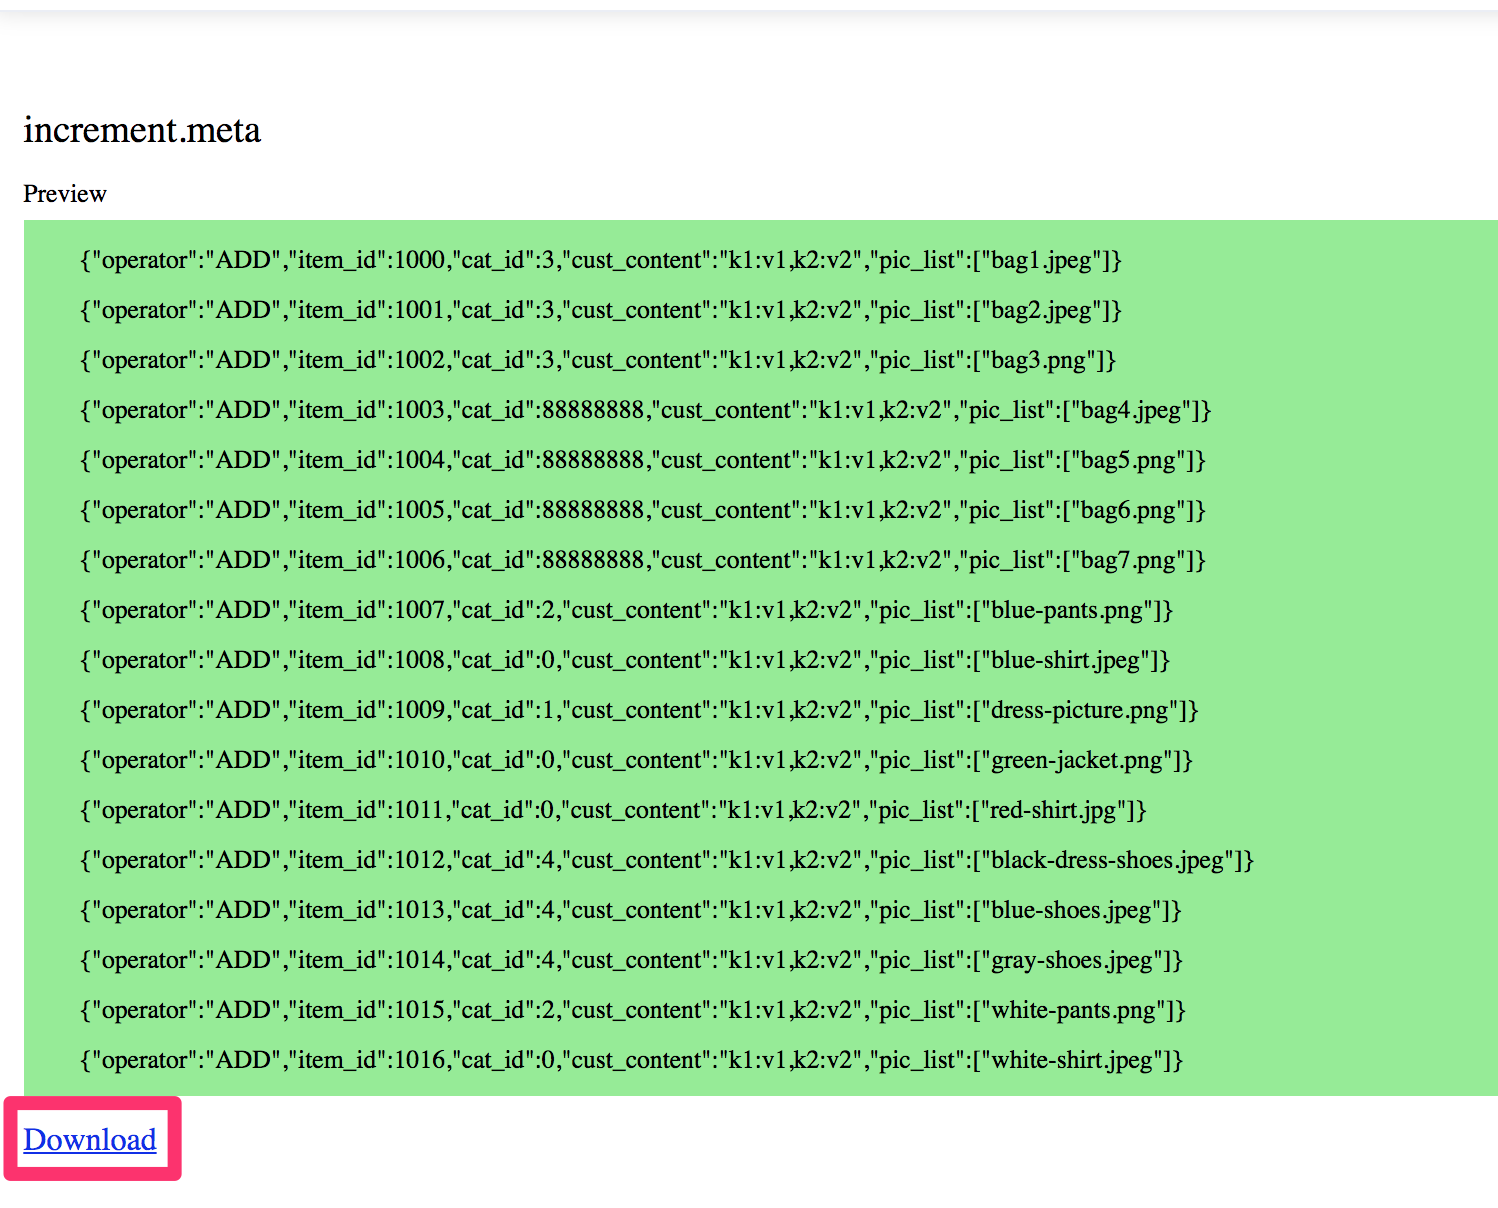 increment.meta
Preview
{"operator":"ADD","item_id":1000,"cat_id":3,"cust_content":"k1:v1,k2:v2","pic_list":["bag1.jpeg"]}
{"operator":"ADD","item_id":1001,"cat_id":3,"cust_content":"k1:v1,k2:v2","pic_list":["bag2.jpeg"]}
{"operator":"ADD","item_id":1002,"cat_id":3,"cust_content":"k1:v1,k2:v2","pic_list":["bag3.png"]}
{"operator":"ADD","item_id":1003,"cat_id":88888888,"cust_content":"k1:v1,k2:v2","pic_list":["bag4.jpeg"]}
{"operator":"ADD","item_id":1004,"cat_id":88888888,"cust_content":"k1:v1,k2:v2","pic_list":["bag5.png"]}
{"operator":"ADD","item_id":1005,"cat_id":88888888,"cust_content":"k1:v1,k2:v2","pic_list":["bag6.png"]}
{"operator":"ADD","item_id":1006,"cat_id":88888888,"cust_content":"k1:v1,k2:v2","pic_list":["bag7.png"]}
{"operator":"ADD","item_id":1007,"cat_id":2,"cust_content":"k1:v1,k2:v2","pic_list":["blue-pants.png"]}
{"operator":"ADD","item_id":1008,"cat_id":0,"cust_content":"k1:v1,k2:v2","pic_list":["blue-shirt.jpeg"]}
{"operator":"ADD","item_id":1009,"cat_id":1,"cust_content":"k1:v1,k2:v2","pic_list":["dress-picture.png"]}
{"operator":"ADD","item_id":1010,"cat_id":0,"cust_content":"k1:v1,k2:v2","pic_list":["green-jacket.png"]}
{"operator":"ADD","item_id":1011,"cat_id":0,"cust_content":"k1:v1,k2:v2","pic_list":["red-shirt.jpg"]}
{"operator":"ADD","item_id":1012,"cat_id":4,"cust_content":"k1:v1,k2:v2","pic_list":["black-dress-shoes.jpeg"]}
{"operator":"ADD","item_id":1013,"cat_id":4,"cust_content":"k1:v1,k2:v2","pic_list":["blue-shoes.jpeg"]}
{"operator":"ADD","item_id":1014,"cat_id":4,"cust_content":"k1:v1,k2:v2","pic_list":["gray-shoes.jpeg"]}
{"operator":"ADD","item_id":1015,"cat_id":2,"cust_content":"k1:v1,k2:v2","pic_list":["white-pants.png"]}
{"operator":"ADD","item_id":1016,"cat_id":0,"cust_content":"k1:v1,k2:v2","pic_list":["white-shirt.jpeg"]}
Download